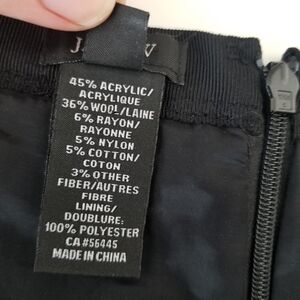 45% ACRYLIC/
ACRYLIQUE
36% WOOL/LAINE
6% RAYON/
RAYONNE
5% NYLON
5% COTTON/
COTON
3% OTHER
FIBER/AUTRES
FIBRE
LINING/
DOUBLURE:
100% POLYESTER
CA#56445
MADE IN CHINA